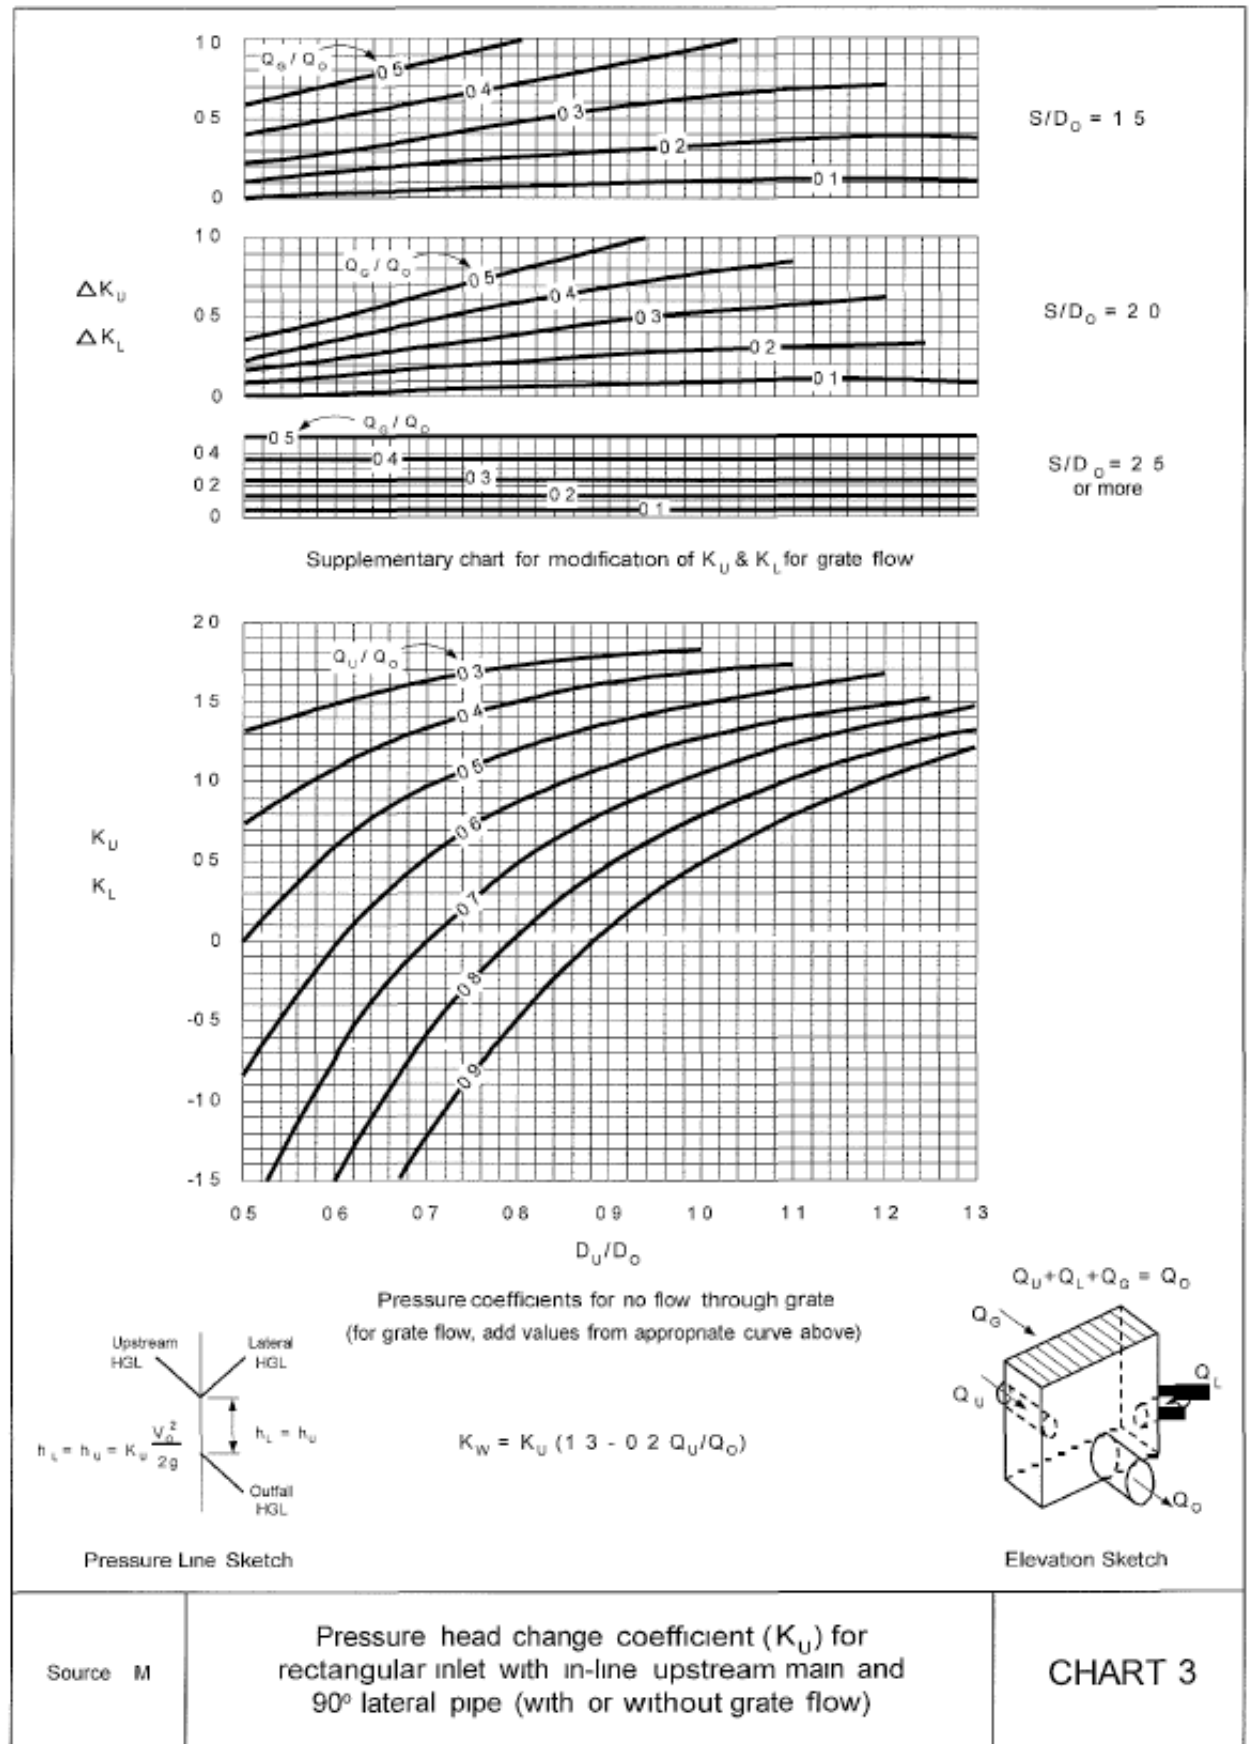 1 0
Q_G / Q_O
0 5
0 4
0 5
0 3
0 2
0 1
0
S/D_O = 1 5
1 0
Q_G / Q_O
0 5
0 4
0 5
0 3
0 2
0 1
0
ΔK_U
ΔK_L
S/D_O = 2 0
Q_G / Q_O
0 5
0 4
0 4
0 3
0 2
0 2
0 1
0
S/D_O = 2 5
or more
Supplementary chart for modification of K_U & K_L for grate flow
2 0
Q_U / Q_O
0 3
1 5
0 4
0 5
1 0
0 6
K_U
0 5
K_L
0 7
0
0 8
-0 5
0 9
-1 0
-1 5
0 5 0 6 0 7 0 8 0 9 1 0 1 1 1 2 1 3
D_U/D_O
Pressure coefficients for no flow through grate
(for grate flow, add values from appropriate curve above)
Upstream
HGL
Lateral
HGL
h_L = h_U = K_U V_O²/2g
h_L = h_U
Outfall
HGL
Pressure Line Sketch
K_W = K_U (1 3 - 0 2 Q_U/Q_O)
Q_U+Q_L+Q_G = Q_O
Q_G
Q_U
Q_L
Q_O
Elevation Sketch
Source M
Pressure head change coefficient (K_U) for
rectangular inlet with in-line upstream main and
90º lateral pipe (with or without grate flow)
CHART 3